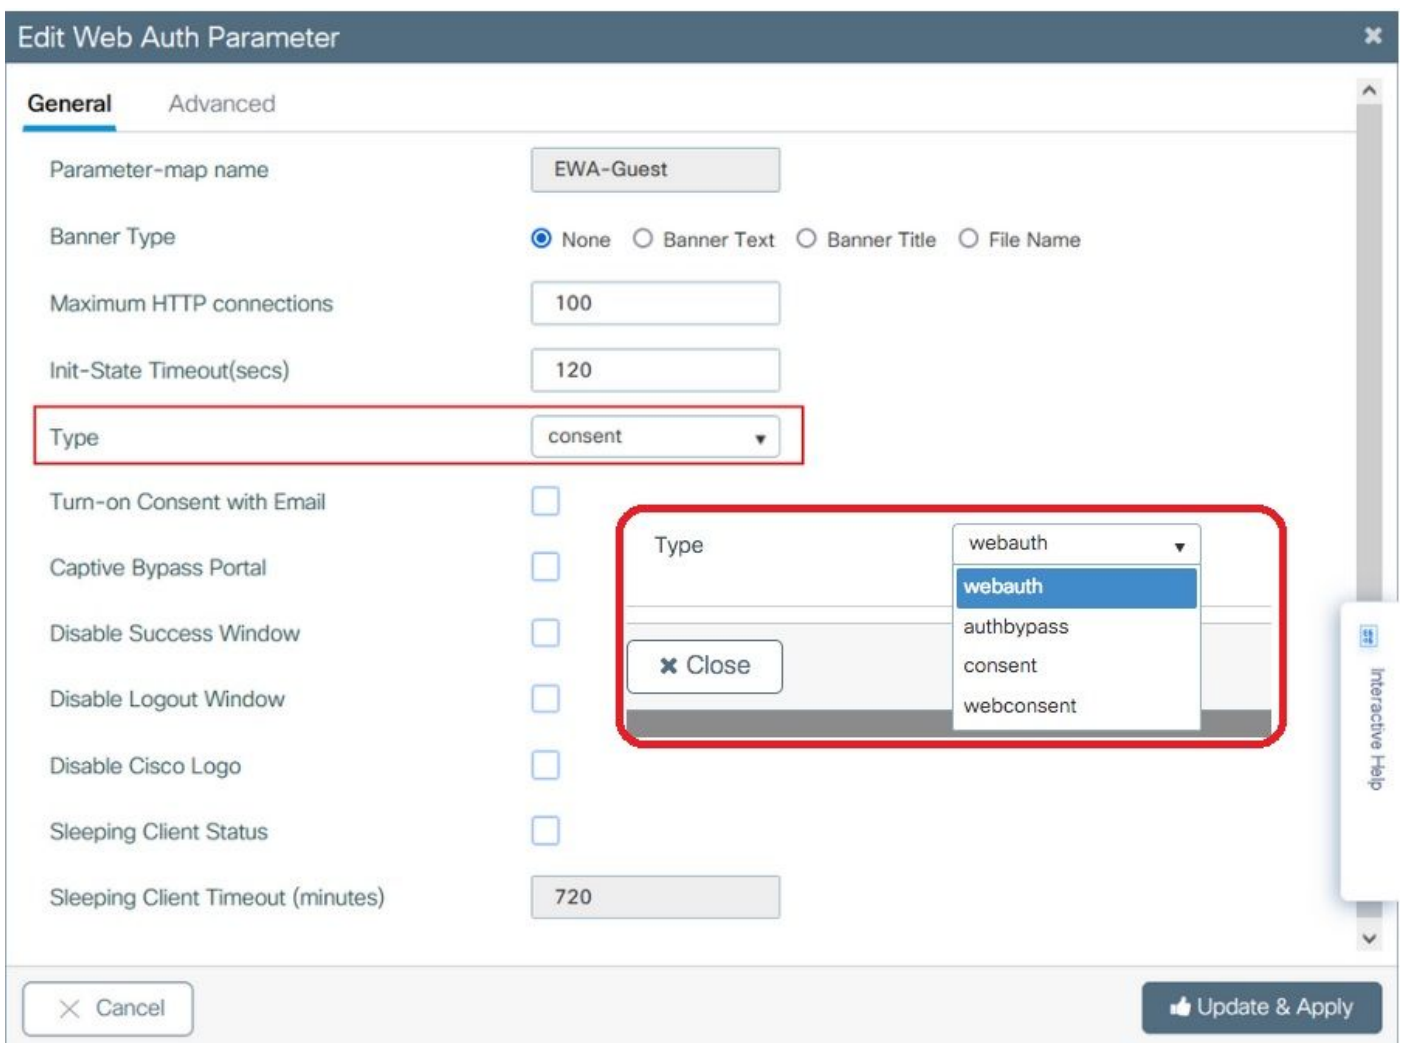 Edit Web Auth Parameter
General Advanced
Parameter-map name EWA-Guest
Banner Type None Banner Text Banner Title File Name
Maximum HTTP connections 100
Init-State Timeout(secs) 120
Type consent
Turn-on Consent with Email
Captive Bypass Portal
Disable Success Window
Disable Logout Window
Disable Cisco Logo
Sleeping Client Status
Sleeping Client Timeout (minutes) 720
Type webauth
webauth
authbypass
consent
webconsent
Close
Interactive Help
Cancel Update & Apply